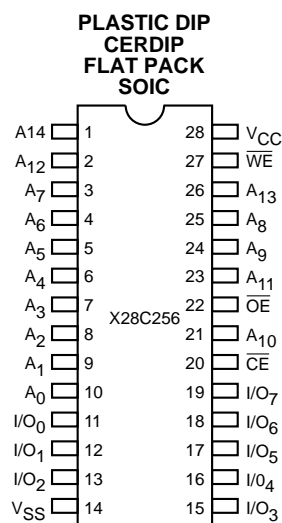 PLASTIC DIP
CERDIP
FLAT PACK
SOIC
A14 1 28 VCC
A12 2 27 WE
A7 3 26 A13
A6 4 25 A8
A5 5 24 A9
A4 6 23 A11
A3 7 22 OE
X28C256
A2 8 21 A10
A1 9 20 CE
A0 10 19 I/O7
I/O0 11 18 I/O6
I/O1 12 17 I/O5
I/O2 13 16 I/04
VSS 14 15 I/O3